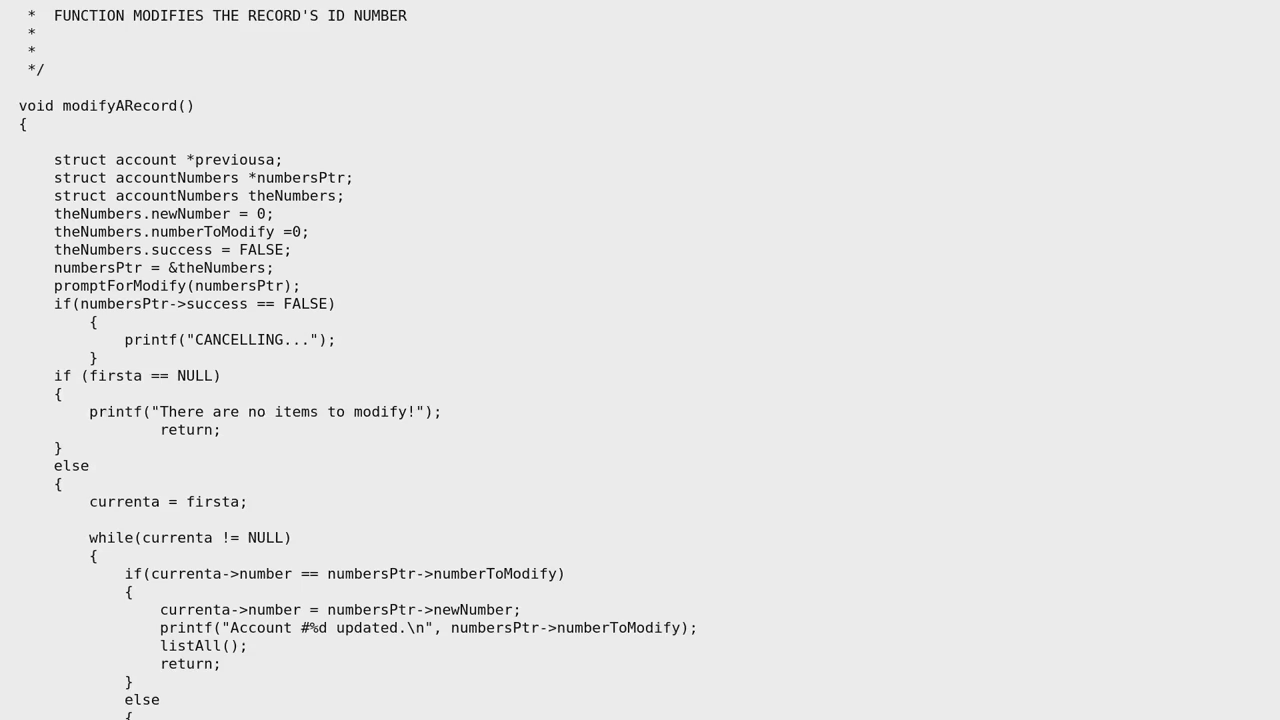 *  FUNCTION MODIFIES THE RECORD'S ID NUMBER
 *
 *
 */

void modifyARecord()
{

    struct account *previousa;
    struct accountNumbers *numbersPtr;
    struct accountNumbers theNumbers;
    theNumbers.newNumber = 0;
    theNumbers.numberToModify =0;
    theNumbers.success = FALSE;
    numbersPtr = &theNumbers;
    promptForModify(numbersPtr);
    if(numbersPtr->success == FALSE)
        {
            printf("CANCELLING...");
        }
    if (firsta == NULL)
    {
        printf("There are no items to modify!");
                return;
    }
    else
    {
        currenta = firsta;

        while(currenta != NULL)
        {
            if(currenta->number == numbersPtr->numberToModify)
            {
                currenta->number = numbersPtr->newNumber;
                printf("Account #%d updated.\n", numbersPtr->numberToModify);
                listAll();
                return;
            }
            else
            {